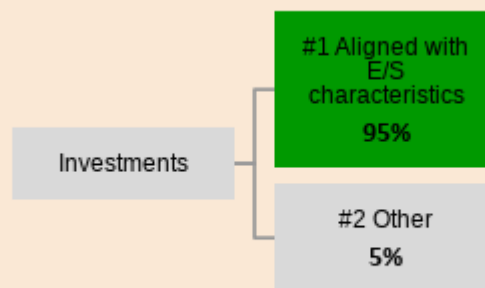 #1 Aligned with
E/S
characteristics
95%
Investments
#2 Other
5%